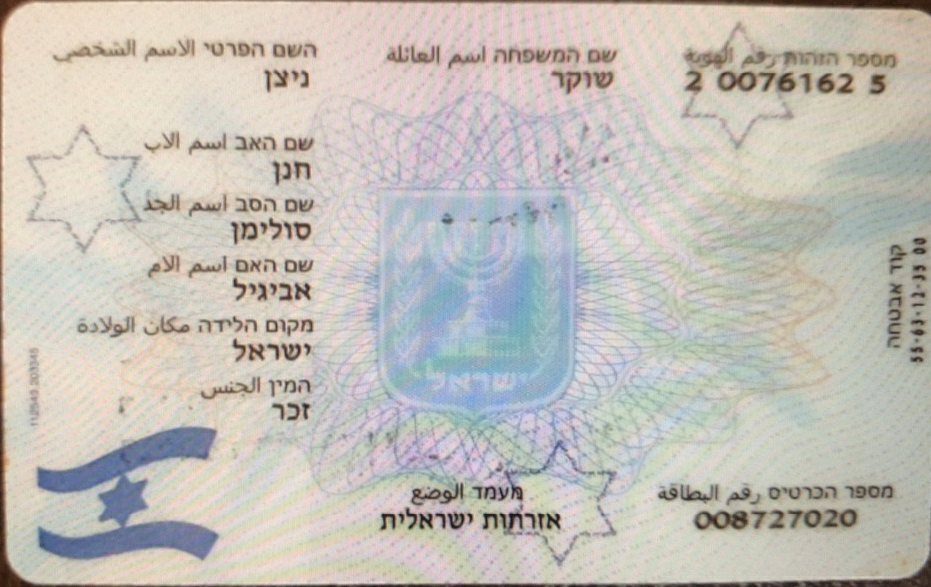 מספר הזהות رقم الهوية
2 0076162 5
שם המשפחה اسم العائلة
שוקר
השם הפרטי الاسم الشخصي
ניצן
שם האב اسم الاب
חנן
שם הסב اسم الجد
סולימן
שם האם اسم الام
אביגיל
מקום הלידה مكان الولادة
ישראל
המין الجنس
זכר
ישראל
קוד אבטחה
מעמד الوضع
אזרחות ישראלית
מספר הכרטיס رقم البطاقة
008727020